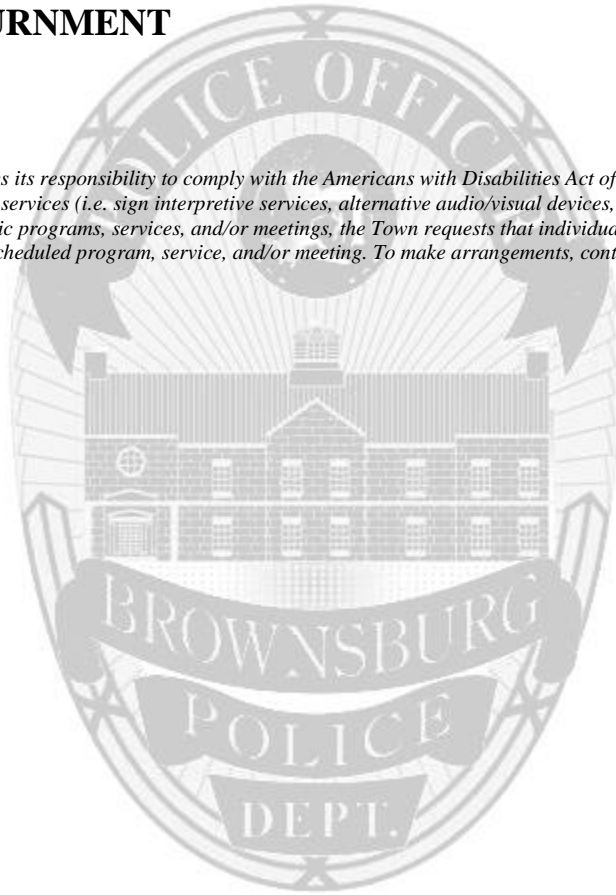 URNMENT
POLICE OFFICER
s its responsibility to comply with the Americans with Disabilities Act of
services (i.e. sign interpretive services, alternative audio/visual devices,
ic programs, services, and/or meetings, the Town requests that individua
cheduled program, service, and/or meeting. To make arrangements, cont
BROWNSBURG
POLICE
DEPT.